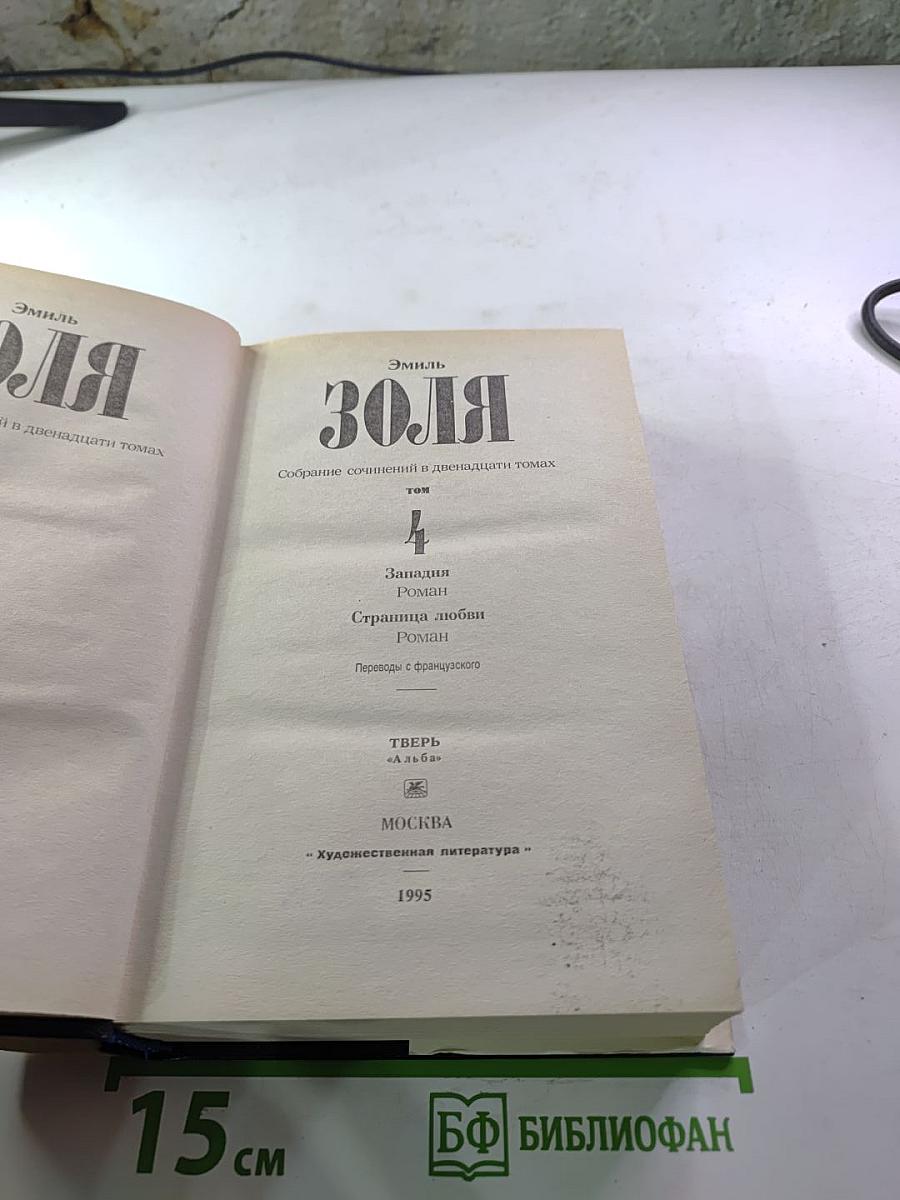 Эмиль
ОЛЯ
й в двенадцати томах
Эмиль
ЗОЛЯ
Собрание сочинений в двенадцати томах
том
4
Западня
Роман
Страница любви
Роман
Переводы с французского
ТВЕРЬ
«Альба»
МОСКВА
« Художественная литература »
1995
15 см
БФ БИБЛИОФАН